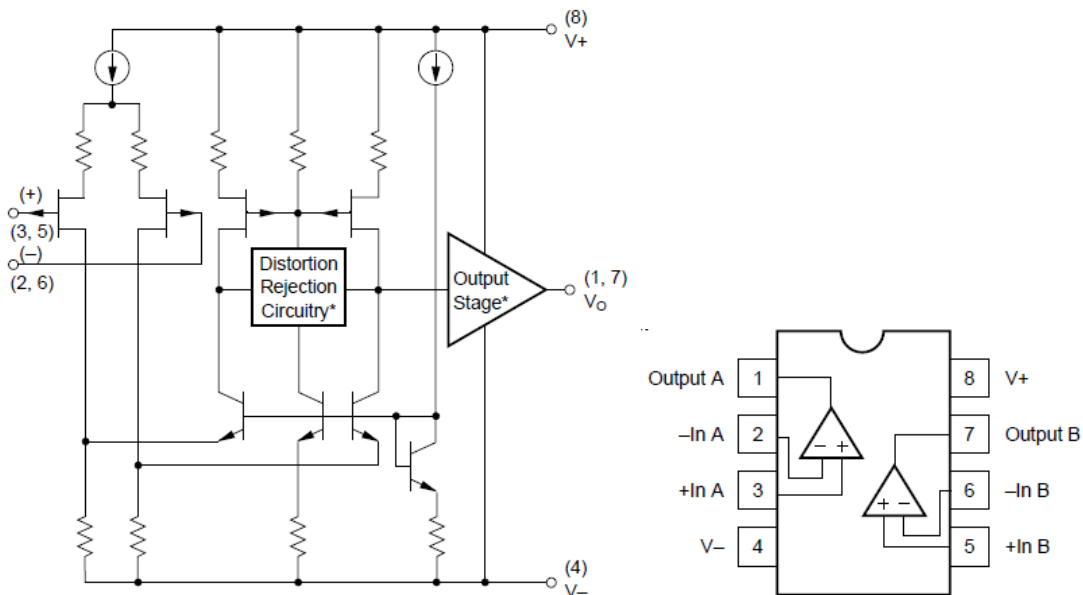 (8)
V+
(+)
(3, 5)
(–)
(2, 6)
Distortion
Rejection
Circuitry*
Output
Stage*
(1, 7)
VO
(4)
V–
Output A
1
8
V+
–In A
2
7
Output B
+In A
3
6
–In B
V–
4
5
+In B
– +
+ –